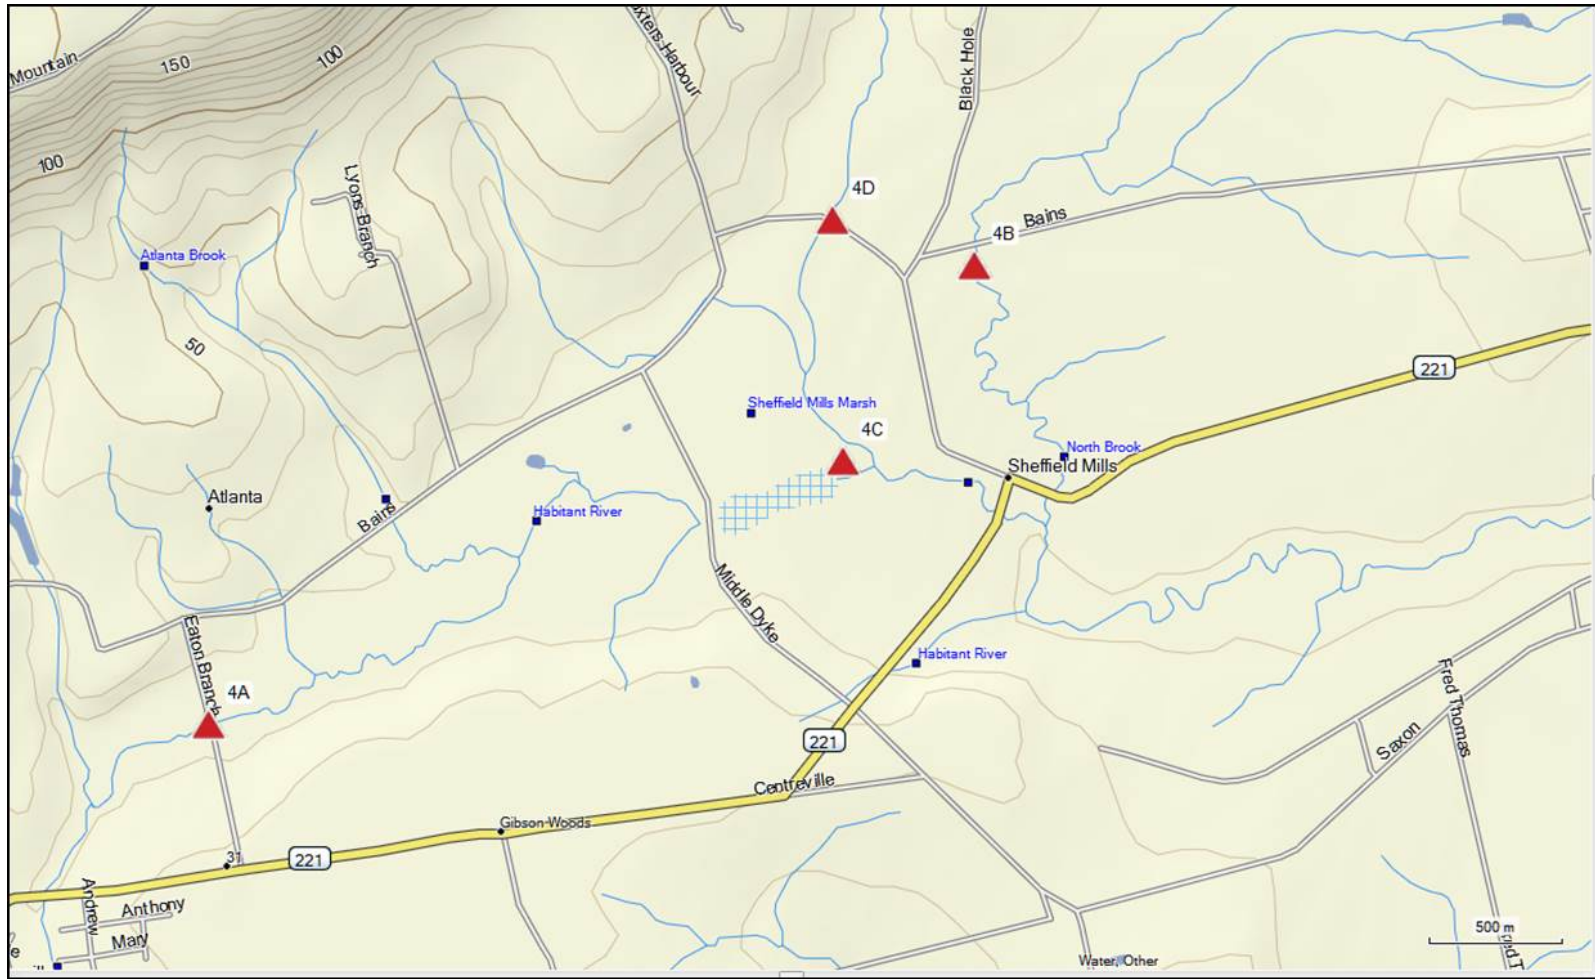 Mountain
150
100
xters Harbour
Black Hole
100
Lyons Branch
4D
Bains
4B
Atlanta Brook
50
221
Sheffield Mills Marsh
4C
North Brook
Sheffield Mills
Atlanta
Bains
Habitant River
Middle Dyke
Eaton Branch
Habitant River
4A
Fred Thomas
221
Saxon
Centreville
Gibson Woods
31
221
Andrew
Anthony
Mary
500 m
Water, Other